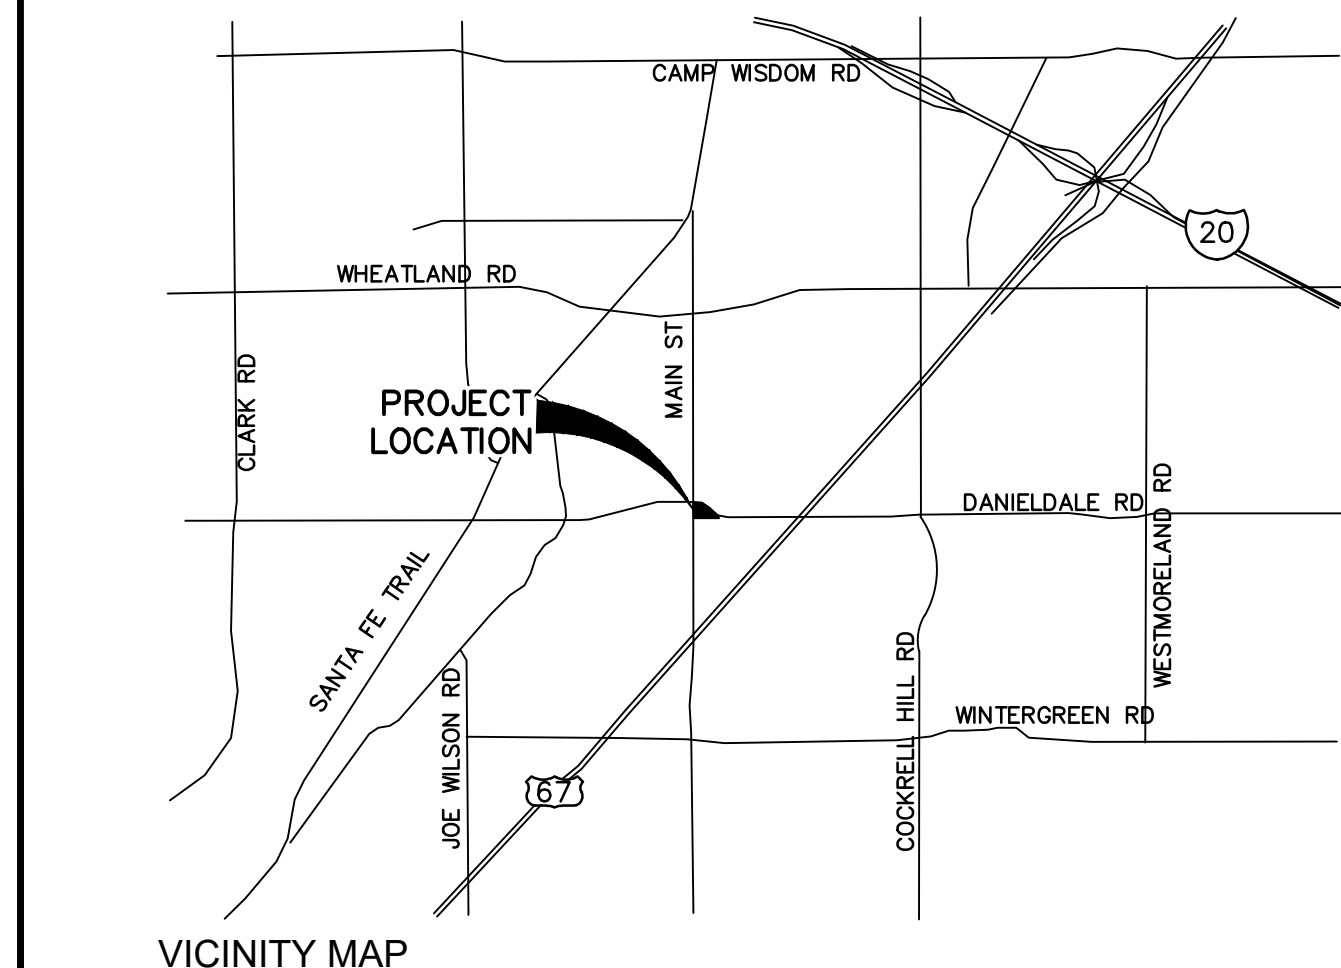 CAMP WISDOM RD
20
WHEATLAND RD
MAIN ST
CLARK RD
PROJECT
LOCATION
DANIELDALE RD
WESTMORELAND RD
SANTA FE TRAIL
COCKRELL HILL RD
JOE WILSON RD
WINTERGREEN RD
67
VICINITY MAP